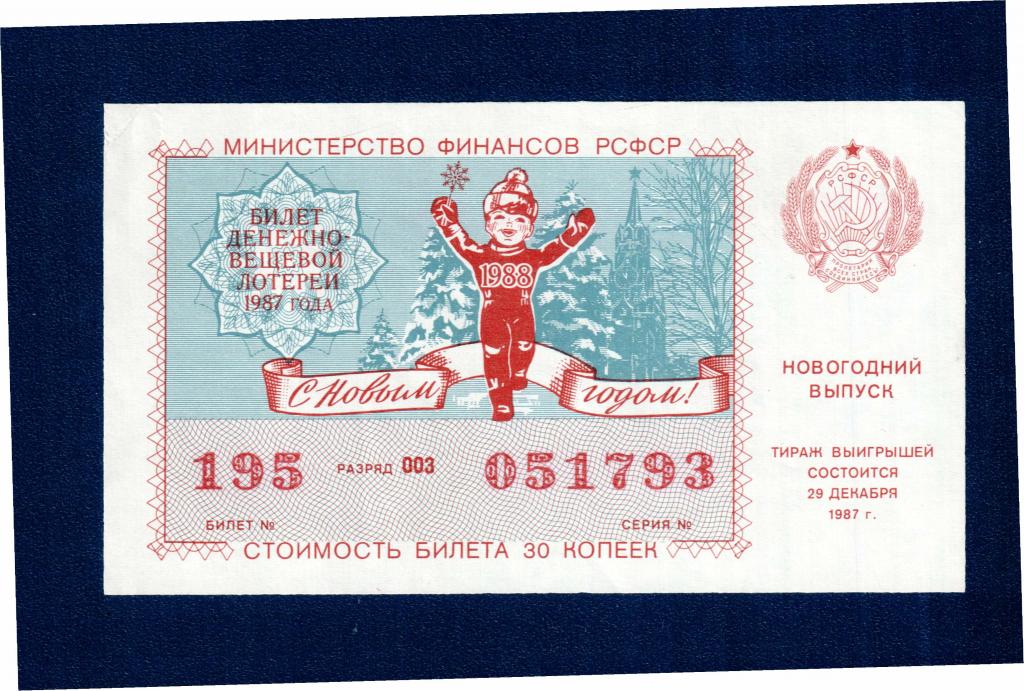 МИНИСТЕРСТВО ФИНАНСОВ РСФСР
БИЛЕТ
ДЕНЕЖНО-
ВЕЩЕВОЙ
ЛОТЕРЕИ
1987 ГОДА
1988
С Новым годом!
195 РАЗРЯД 003 051793
БИЛЕТ № СЕРИЯ №
СТОИМОСТЬ БИЛЕТА 30 КОПЕЕК
РСФСР
НОВОГОДНИЙ
ВЫПУСК
ТИРАЖ ВЫИГРЫШЕЙ
СОСТОИТСЯ
29 ДЕКАБРЯ
1987 г.